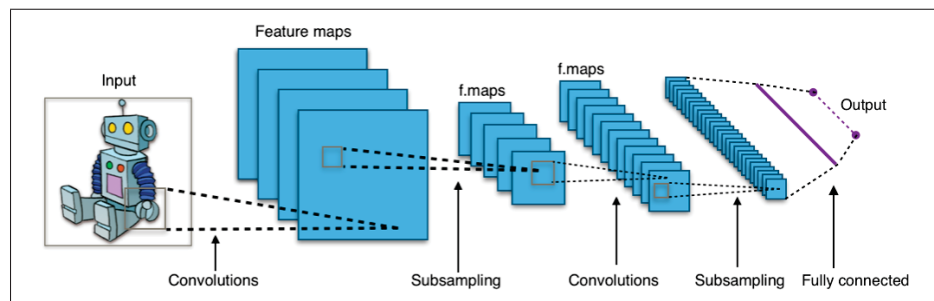 Feature maps
Input
f.maps
f.maps
Output
Convolutions
Subsampling
Convolutions
Subsampling
Fully connected